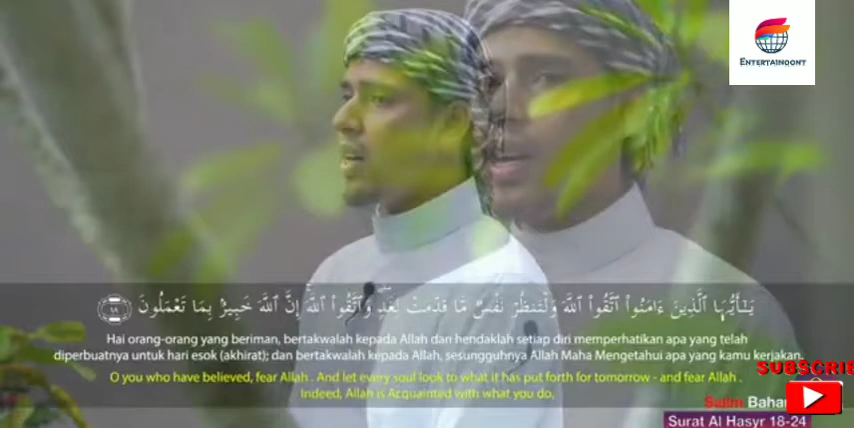 ENTERTAINQONT
يَـٰٓأَيُّهَا ٱلَّذِينَ ءَامَنُوا۟ ٱتَّقُوا۟ ٱللَّهَ وَلْتَنظُرْ نَفْسٌ مَّا قَدَّمَتْ لِغَدٍ ۖ وَٱتَّقُوا۟ ٱللَّهَ ۚ إِنَّ ٱللَّهَ خَبِيرٌۢ بِمَا تَعْمَلُونَ ١٨
Hai orang-orang yang beriman, bertakwalah kepada Allah dan hendaklah setiap diri memperhatikan apa yang telah
diperbuatnya untuk hari esok (akhirat); dan bertakwalah kepada Allah, sesungguhnya Allah Maha Mengetahui apa yang kamu kerjakan.
O you who have believed, fear Allah . And let every soul look to what it has put forth for tomorrow - and fear Allah .
Indeed, Allah is Acquainted with what you do,
SUBSCRIBE
Salim Bahan
Surat Al Hasyr 18-24